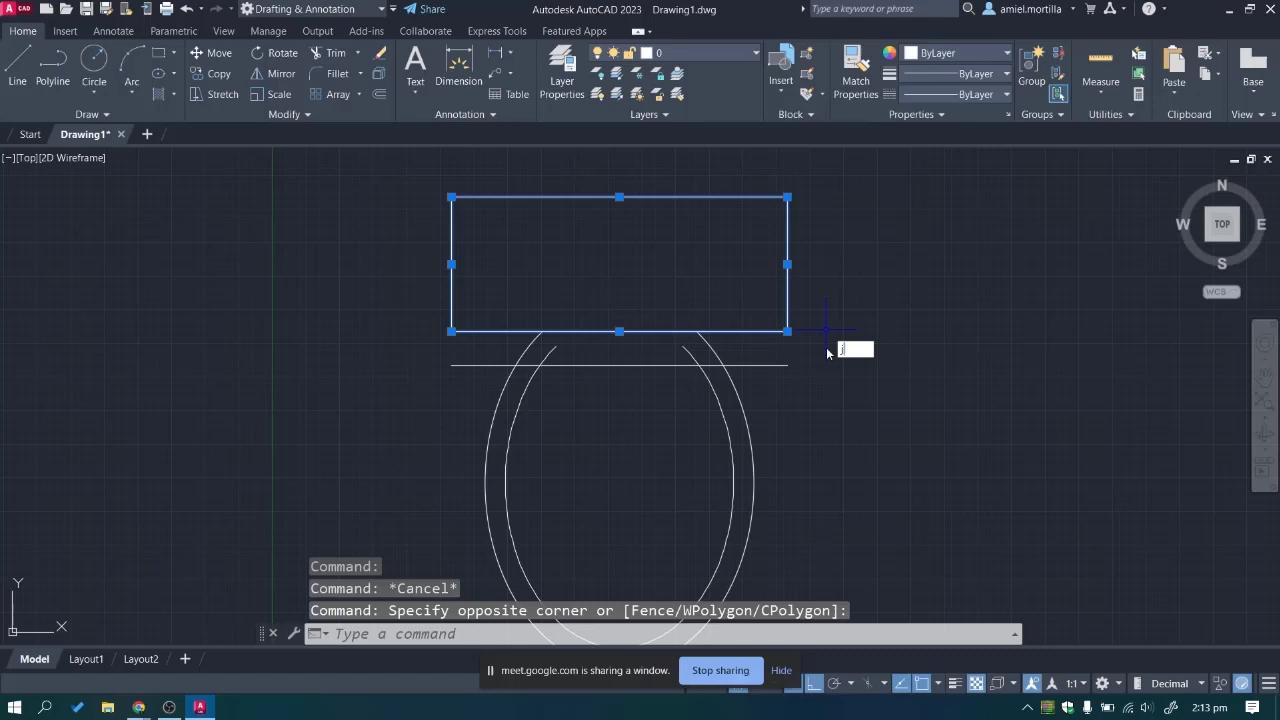 CAD
Drafting & Annotation
Share
Autodesk AutoCAD 2023 Drawing1.dwg
Type a keyword or phrase
amiel.mortilla
Home Insert Annotate Parametric View Manage Output Add-ins Collaborate Express Tools Featured Apps
Line Polyline Circle Arc
Move Rotate Trim
Copy Mirror Fillet
Stretch Scale Array
Text Dimension Table
Layer Properties
0
Insert
Match Properties
ByLayer
ByLayer
ByLayer
Group Measure Paste Base
Draw Modify Annotation Layers Block Properties Groups Utilities Clipboard View
Start Drawing1*
[−][Top][2D Wireframe]
N
W TOP E
S
WCS
j
Y
X
Command:
Command: *Cancel*
Command: Specify opposite corner or [Fence/WPolygon/CPolygon]:
Type a command
Model Layout1 Layout2
meet.google.com is sharing a window. Stop sharing Hide
1:1 Decimal
2:13 pm